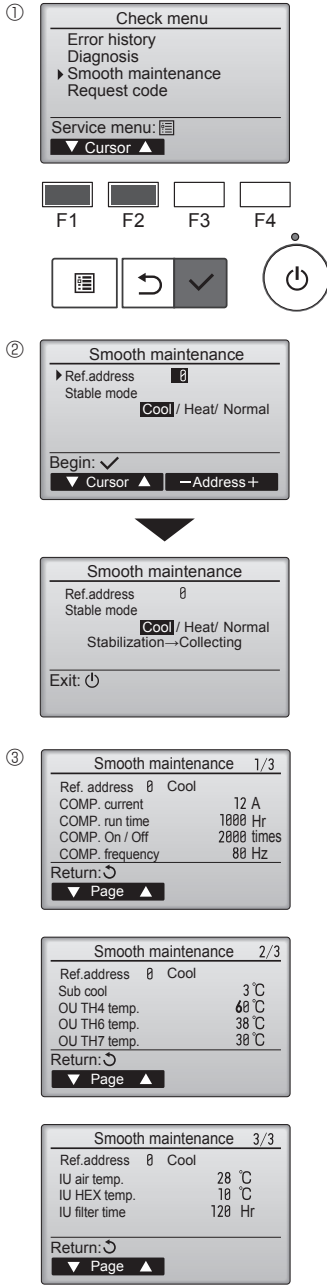 ①
Check menu
Error history
Diagnosis
Smooth maintenance
Request code
Service menu:
▼ Cursor ▲
F1 F2 F3 F4
②
Smooth maintenance
Ref.address 0
Stable mode
Cool / Heat/ Normal
Begin: ✓
▼ Cursor ▲ −Address+
Smooth maintenance
Ref.address 0
Stable mode
Cool / Heat/ Normal
Stabilization→Collecting
Exit:
③
Smooth maintenance 1/3
Ref. address 0 Cool
COMP. current 12 A
COMP. run time 1000 Hr
COMP. On / Off 2000 times
COMP. frequency 80 Hz
Return:
▼ Page ▲
Smooth maintenance 2/3
Ref.address 0 Cool
Sub cool 3℃
OU TH4 temp. 60℃
OU TH6 temp. 38℃
OU TH7 temp. 30℃
Return:
▼ Page ▲
Smooth maintenance 3/3
Ref.address 0 Cool
IU air temp. 28 ℃
IU HEX temp. 10 ℃
IU filter time 120 Hr
Return:
▼ Page ▲